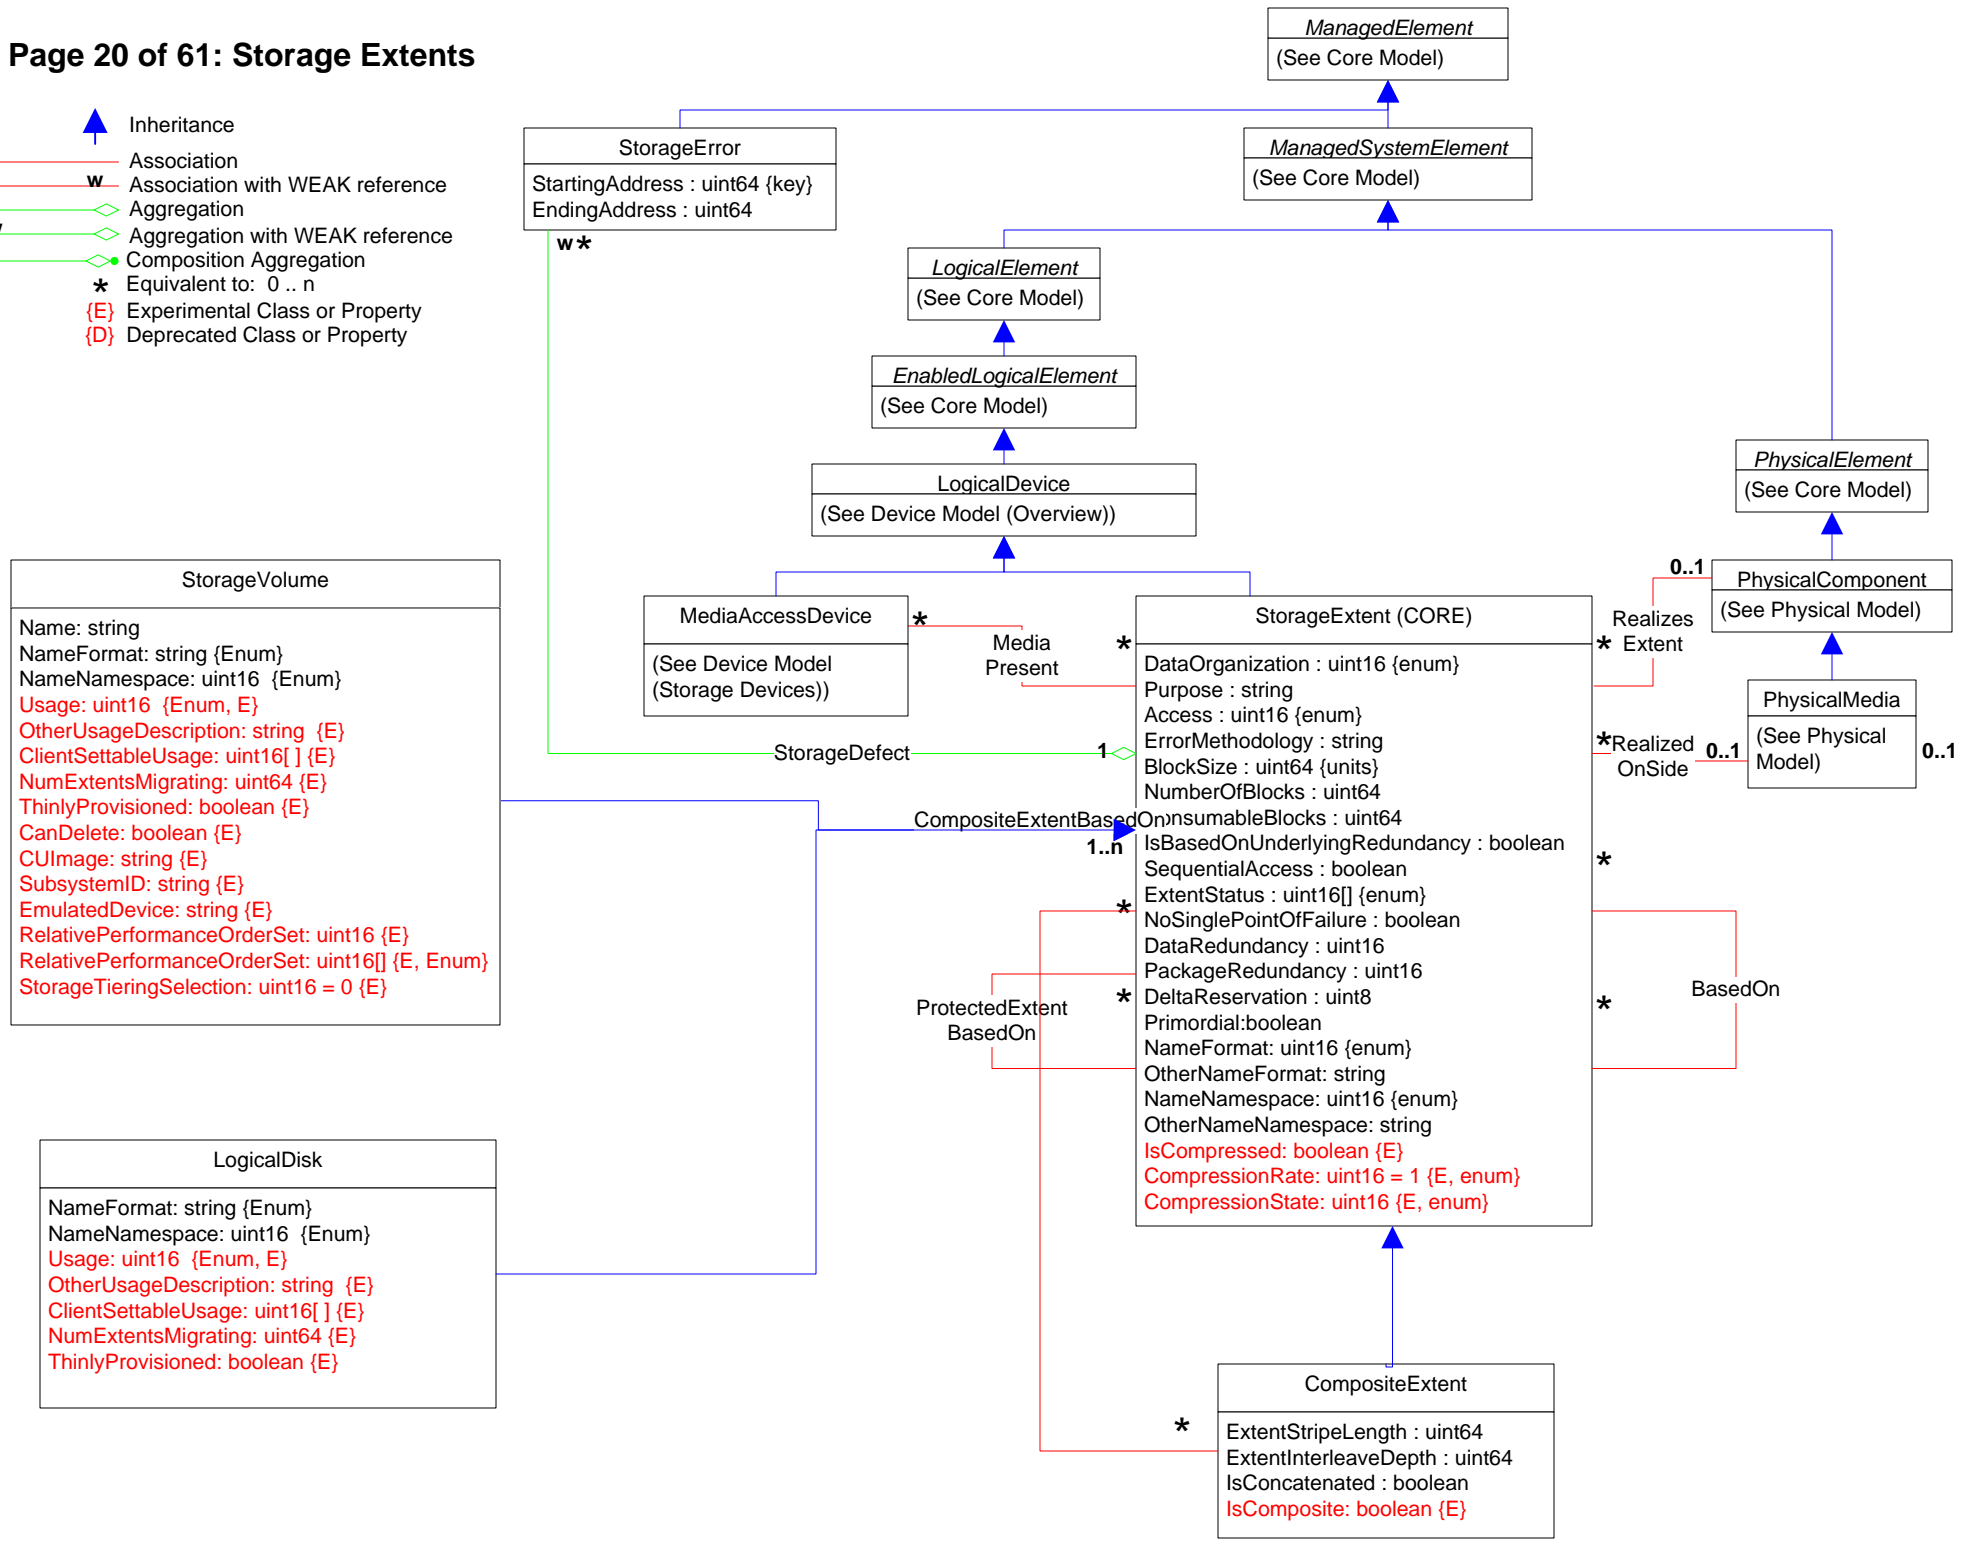 Page 20 of 61: Storage Extents
Inheritance
Association
w
Association with WEAK reference
Aggregation
Aggregation with WEAK reference
Composition Aggregation
* Equivalent to: 0 .. n
{E} Experimental Class or Property
{D} Deprecated Class or Property
ManagedElement
(See Core Model)
StorageError
StartingAddress : uint64 {key}
EndingAddress : uint64
w *
ManagedSystemElement
(See Core Model)
LogicalElement
(See Core Model)
EnabledLogicalElement
(See Core Model)
LogicalDevice
(See Device Model (Overview))
PhysicalElement
(See Core Model)
PhysicalComponent
(See Physical Model)
0..1
Realizes
Extent
*
PhysicalMedia
(See Physical
Model)
0..1
0..1
*
Realized
OnSide
MediaAccessDevice
(See Device Model
(Storage Devices))
*
Media
Present
*
StorageDefect
1
CompositeExtentBasedOn
1..n
*
*
ProtectedExtent
BasedOn
StorageExtent (CORE)
DataOrganization : uint16 {enum}
Purpose : string
Access : uint16 {enum}
ErrorMethodology : string
BlockSize : uint64 {units}
NumberOfBlocks : uint64
onsumableBlocks : uint64
IsBasedOnUnderlyingRedundancy : boolean
SequentialAccess : boolean
ExtentStatus : uint16[] {enum}
NoSinglePointOfFailure : boolean
DataRedundancy : uint16
PackageRedundancy : uint16
DeltaReservation : uint8
Primordial:boolean
NameFormat: uint16 {enum}
OtherNameFormat: string
NameNamespace: uint16 {enum}
OtherNameNamespace: string
IsCompressed: boolean {E}
CompressionRate: uint16 = 1 {E, enum}
CompressionState: uint16 {E, enum}
*
*
BasedOn
StorageVolume
Name: string
NameFormat: string {Enum}
NameNamespace: uint16 {Enum}
Usage: uint16 {Enum, E}
OtherUsageDescription: string {E}
ClientSettableUsage: uint16[ ] {E}
NumExtentsMigrating: uint64 {E}
ThinlyProvisioned: boolean {E}
CanDelete: boolean {E}
CUImage: string {E}
SubsystemID: string {E}
EmulatedDevice: string {E}
RelativePerformanceOrderSet: uint16 {E}
RelativePerformanceOrderSet: uint16[] {E, Enum}
StorageTieringSelection: uint16 = 0 {E}
LogicalDisk
NameFormat: string {Enum}
NameNamespace: uint16 {Enum}
Usage: uint16 {Enum, E}
OtherUsageDescription: string {E}
ClientSettableUsage: uint16[ ] {E}
NumExtentsMigrating: uint64 {E}
ThinlyProvisioned: boolean {E}
*
CompositeExtent
ExtentStripeLength : uint64
ExtentInterleaveDepth : uint64
IsConcatenated : boolean
IsComposite: boolean {E}